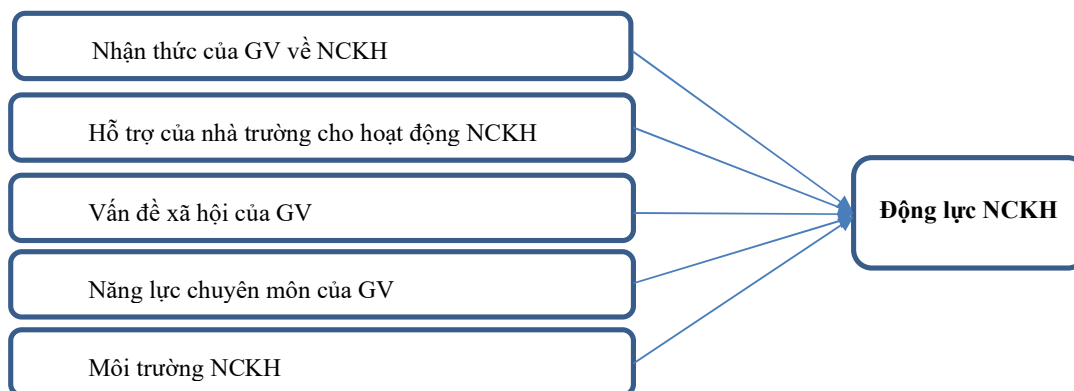 Nhận thức của GV về NCKH
Hỗ trợ của nhà trường cho hoạt động NCKH
Vấn đề xã hội của GV
Động lực NCKH
Năng lực chuyên môn của GV
Môi trường NCKH